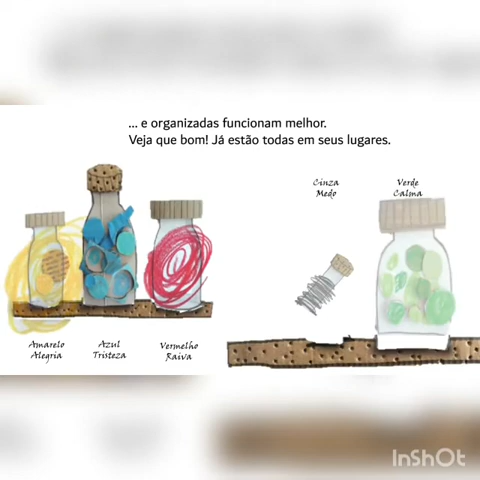 ... e organizadas funcionam melhor.
Veja que bom! Já estão todas em seus lugares.
Cinza
Medo
Verde
Calma
Amarelo
Alegria
Azul
Tristeza
Vermelho
Raiva
InShOt